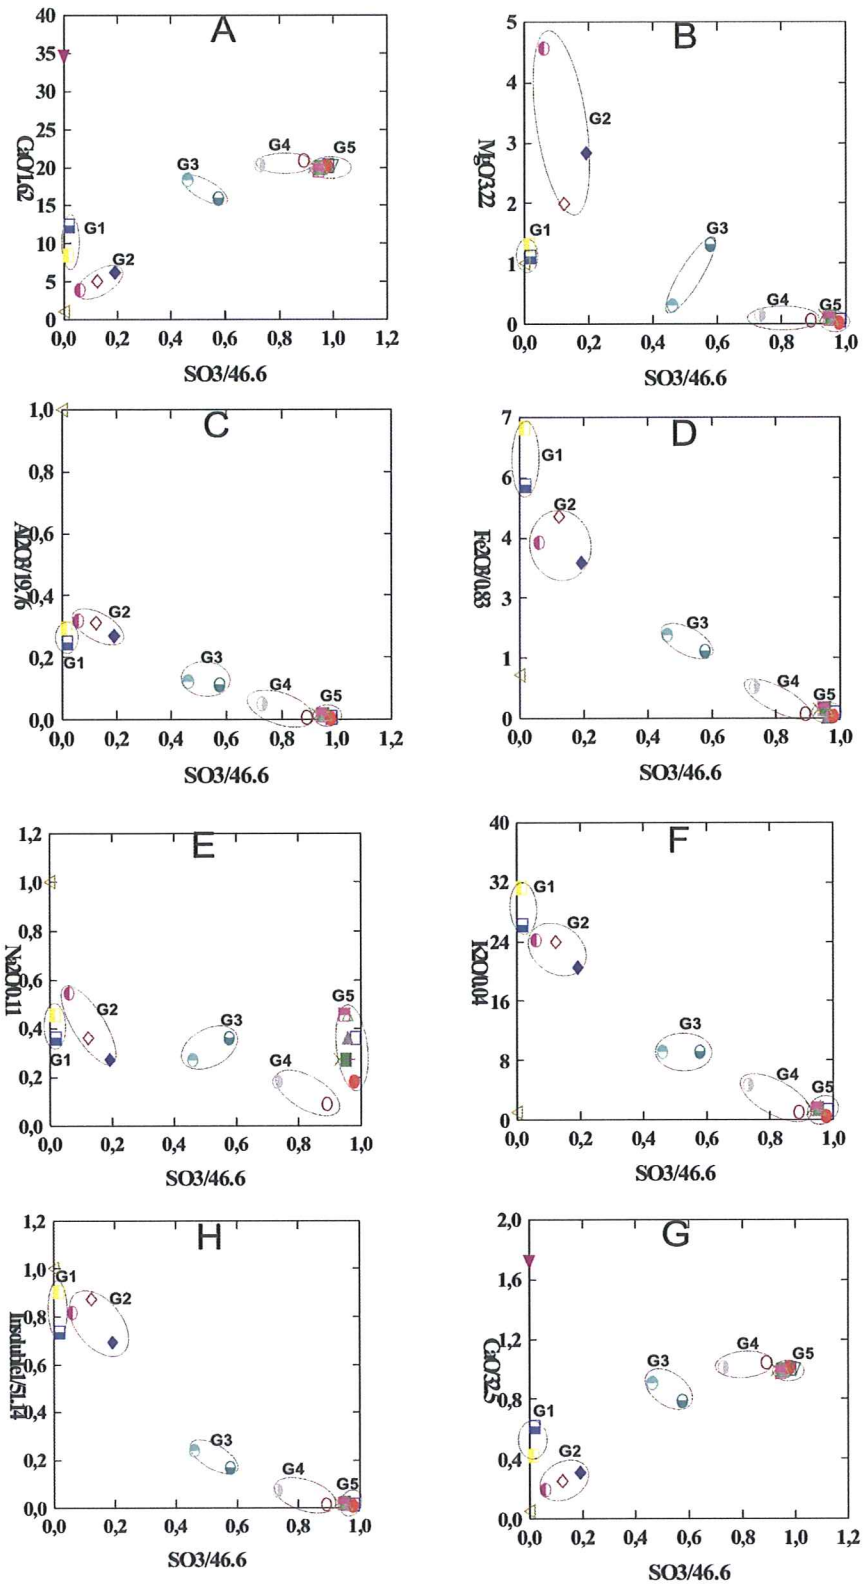 A
40
35
30
25
20
15
10
5
0
CaO/1.62
G1
G2
G3
G4
G5
0,0 0,2 0,4 0,6 0,8 1,0 1,2
SO3/46.6
B
5
4
3
2
1
0
MgO/3.22
G2
G1
G3
G4
G5
0,0 0,2 0,4 0,6 0,8 1,0
SO3/46.6
C
1,0
0,8
0,6
0,4
0,2
0,0
Al2O3/19.76
G2
G1
G3
G4
G5
0,0 0,2 0,4 0,6 0,8 1,0 1,2
SO3/46.6
D
7
6
4
3
1
0
Fe2O3/0.83
G1
G2
G3
G4
G5
0,0 0,2 0,4 0,6 0,8 1,0
SO3/46.6
E
1,2
1,0
0,8
0,6
0,4
0,2
0,0
Na2O/0.11
G2
G1
G3
G4
G5
0,0 0,2 0,4 0,6 0,8 1,0
SO3/46.6
F
40
32
24
16
8
0
K2O/0.04
G1
G2
G3
G4
G5
0,0 0,2 0,4 0,6 0,8 1,0
SO3/46.6
H
1,2
1,0
0,8
0,6
0,4
0,2
0,0
G1
G2
G3
G4
G5
0,0 0,2 0,4 0,6 0,8 1,0
SO3/46.6
G
2,0
1,6
1,2
0,8
0,4
0,0
CaO/32.5
G1
G2
G3
G4
G5
0,0 0,2 0,4 0,6 0,8 1,0 1,2
SO3/46.6